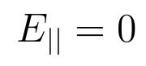 E_{||} = 0